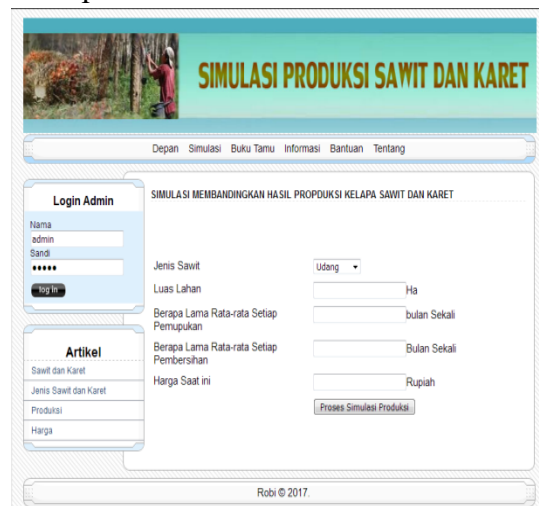 SIMULASI PRODUKSI SAWIT DAN KARET
Depan Simulasi Buku Tamu Informasi Bantuan Tentang
Login Admin
Nama
admin
Sandi
●●●●●
log in
Artikel
Sawit dan Karet
Jenis Sawit dan Karet
Produksi
Harga
SIMULASI MEMBANDINGKAN HASIL PROPDUKSI KELAPA SAWIT DAN KARET
Jenis Sawit Udang
Luas Lahan Ha
Berapa Lama Rata-rata Setiap bulan Sekali
Pemupukan
Berapa Lama Rata-rata Setiap Bulan Sekali
Pembersihan
Harga Saat ini Rupiah
Proses Simulasi Produksi
Robi © 2017.